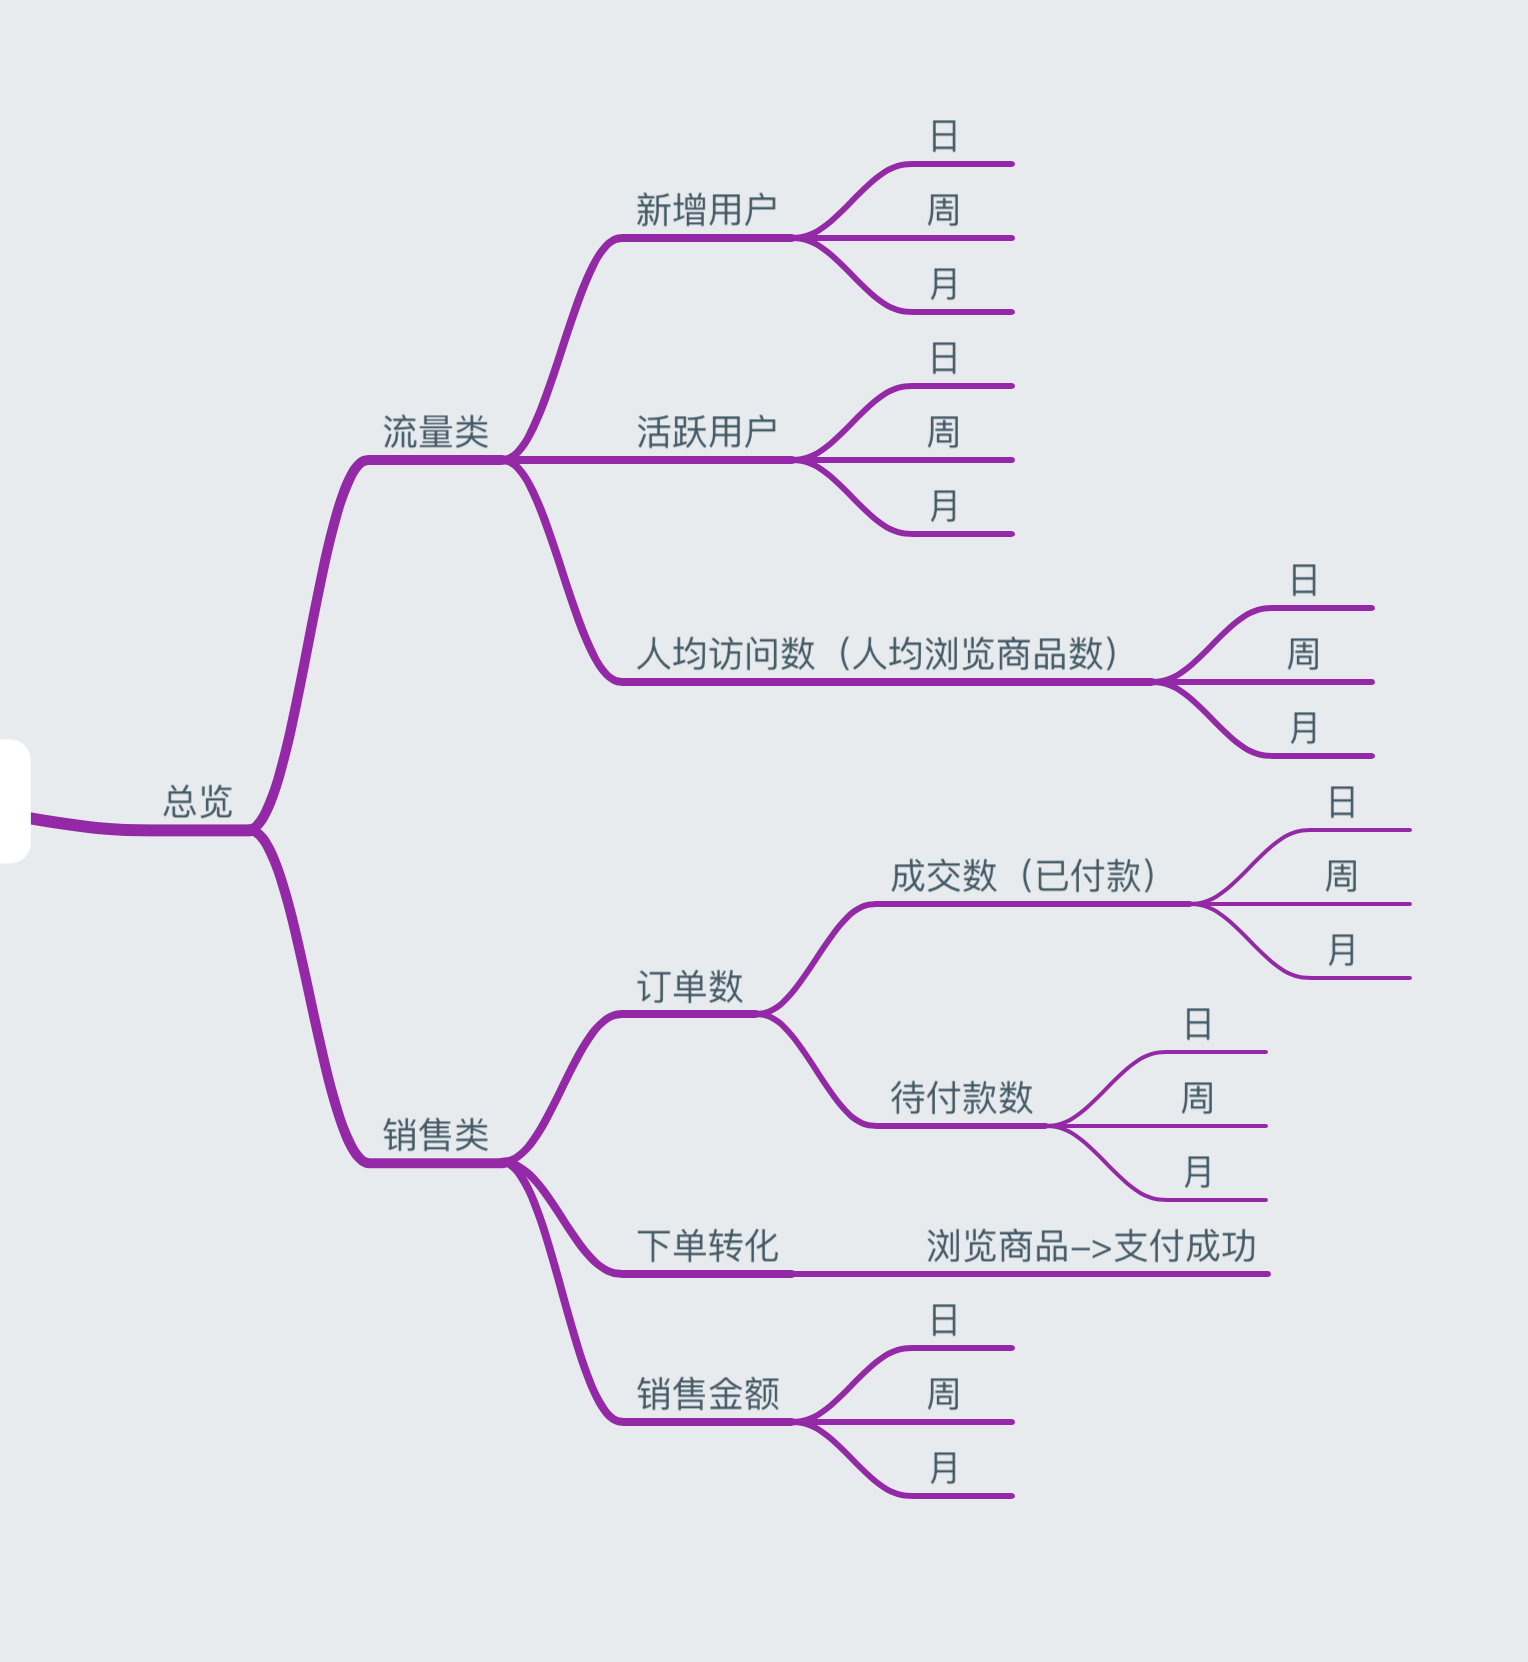 总览
流量类
新增用户
日
周
月
活跃用户
日
周
月
人均访问数（人均浏览商品数）
日
周
月
销售类
订单数
成交数（已付款）
日
周
月
待付款数
日
周
月
下单转化
浏览商品–>支付成功
销售金额
日
周
月